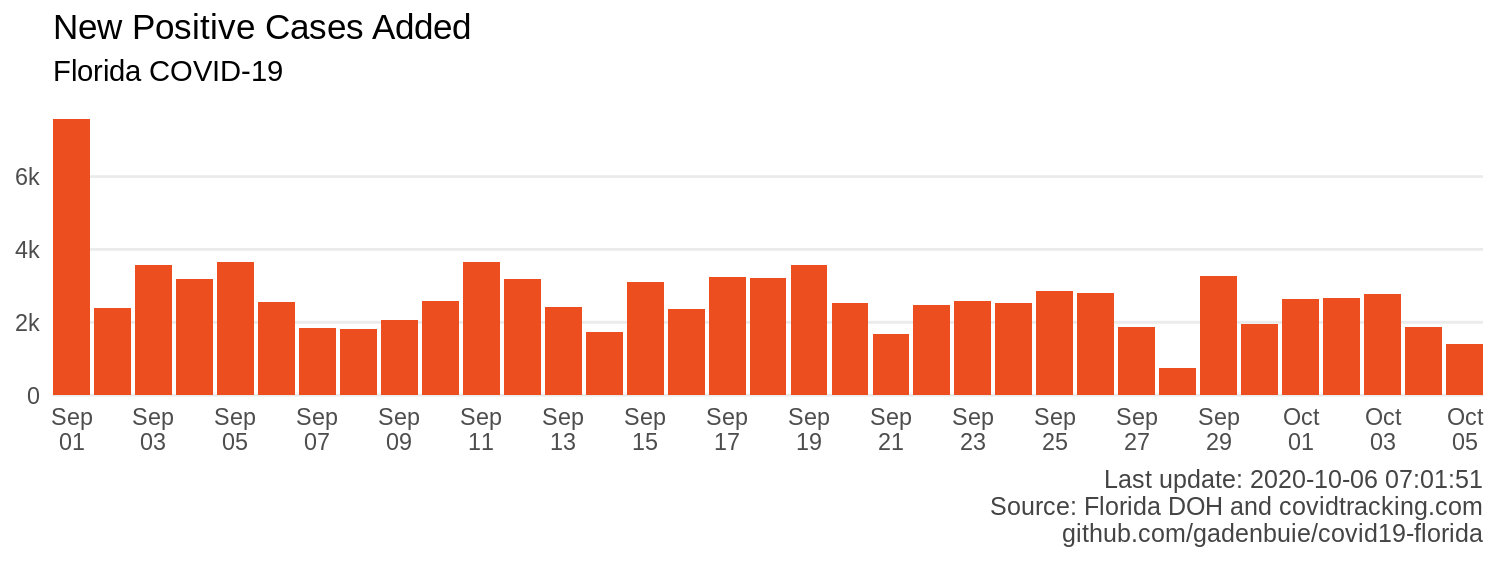 New Positive Cases Added
Florida COVID-19
6k
4k
2k
0
Sep Sep Sep Sep Sep Sep Sep Sep Sep Sep Sep Sep Sep Sep Sep Oct Oct Oct
01 03 05 07 09 11 13 15 17 19 21 23 25 27 29 01 03 05
Last update: 2020-10-06 07:01:51
Source: Florida DOH and covidtracking.com
github.com/gadenbuie/covid19-florida